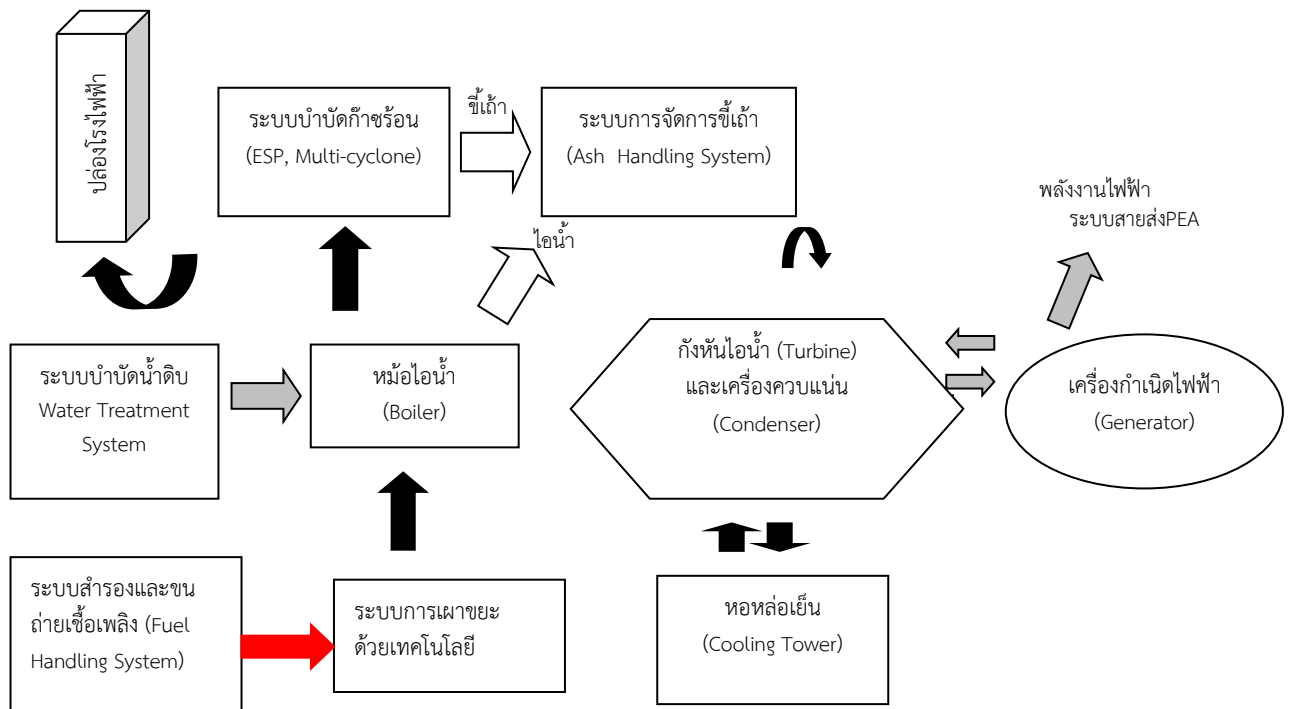 ปล่องโรงไฟฟ้า
ระบบบำบัดก๊าซร้อน
(ESP, Multi-cyclone)
ขี้เถ้า
ระบบการจัดการขี้เถ้า
(Ash Handling System)
ไอน้ำ
พลังงานไฟฟ้า
ระบบสายส่งPEA
ระบบบำบัดน้ำดิบ
Water Treatment
System
หม้อไอน้ำ
(Boiler)
กังหันไอน้ำ (Turbine)
และเครื่องควบแน่น
(Condenser)
เครื่องกำเนิดไฟฟ้า
(Generator)
ระบบสำรองและขน
ถ่ายเชื้อเพลิง (Fuel
Handling System)
ระบบการเผาขยะ
ด้วยเทคโนโลยี
หอหล่อเย็น
(Cooling Tower)